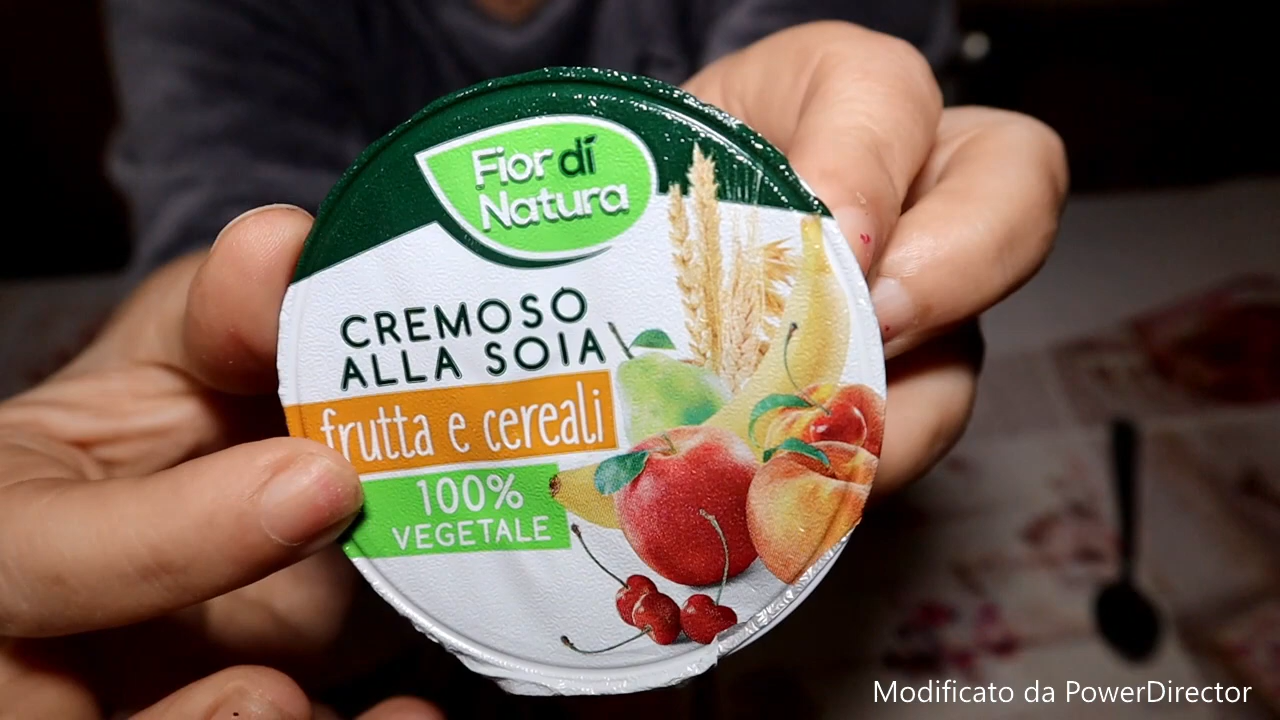 Fior di
Natura
CREMOSO
ALLA SOIA
frutta e cereali
100%
VEGETALE
Modificato da PowerDirector